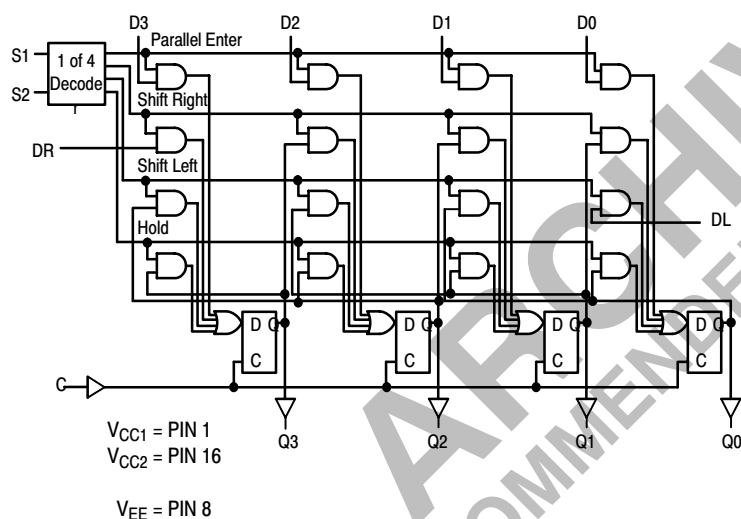 D3 D2 D1 D0
Parallel Enter
S1
1 of 4
Decode
S2
Shift Right
DR
Shift Left
DL
Hold
D Q D Q D Q D Q
C C C C
C
Q3 Q2 Q1 Q0
VCC1 = PIN 1
VCC2 = PIN 16
VEE = PIN 8